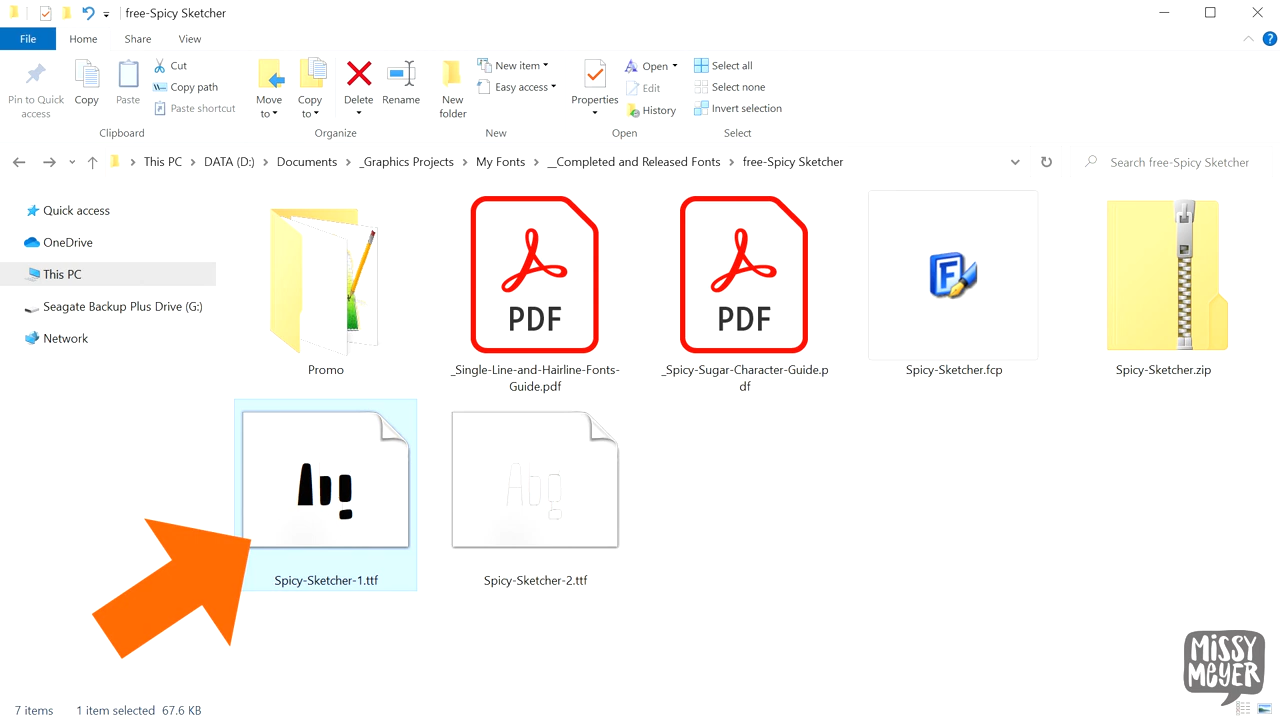 free-Spicy Sketcher
File Home Share View
Pin to Quick access
Copy
Paste
Cut
Copy path
Paste shortcut
Clipboard
Move to
Copy to
Delete
Rename
Organize
New folder
New item
Easy access
New
Properties
Open
Edit
History
Open
Select all
Select none
Invert selection
Select
This PC > DATA (D:) > Documents > _Graphics Projects > My Fonts > __Completed and Released Fonts > free-Spicy Sketcher
Search free-Spicy Sketcher
Quick access
OneDrive
This PC
Seagate Backup Plus Drive (G:)
Network
Promo
PDF
_Single-Line-and-Hairline-Fonts-
Guide.pdf
PDF
_Spicy-Sugar-Character-Guide.p
df
F
Spicy-Sketcher.fcp
Spicy-Sketcher.zip
Abg
Spicy-Sketcher-1.ttf
Abg
Spicy-Sketcher-2.ttf
MISSY
MEYER
7 items 1 item selected 67.6 KB